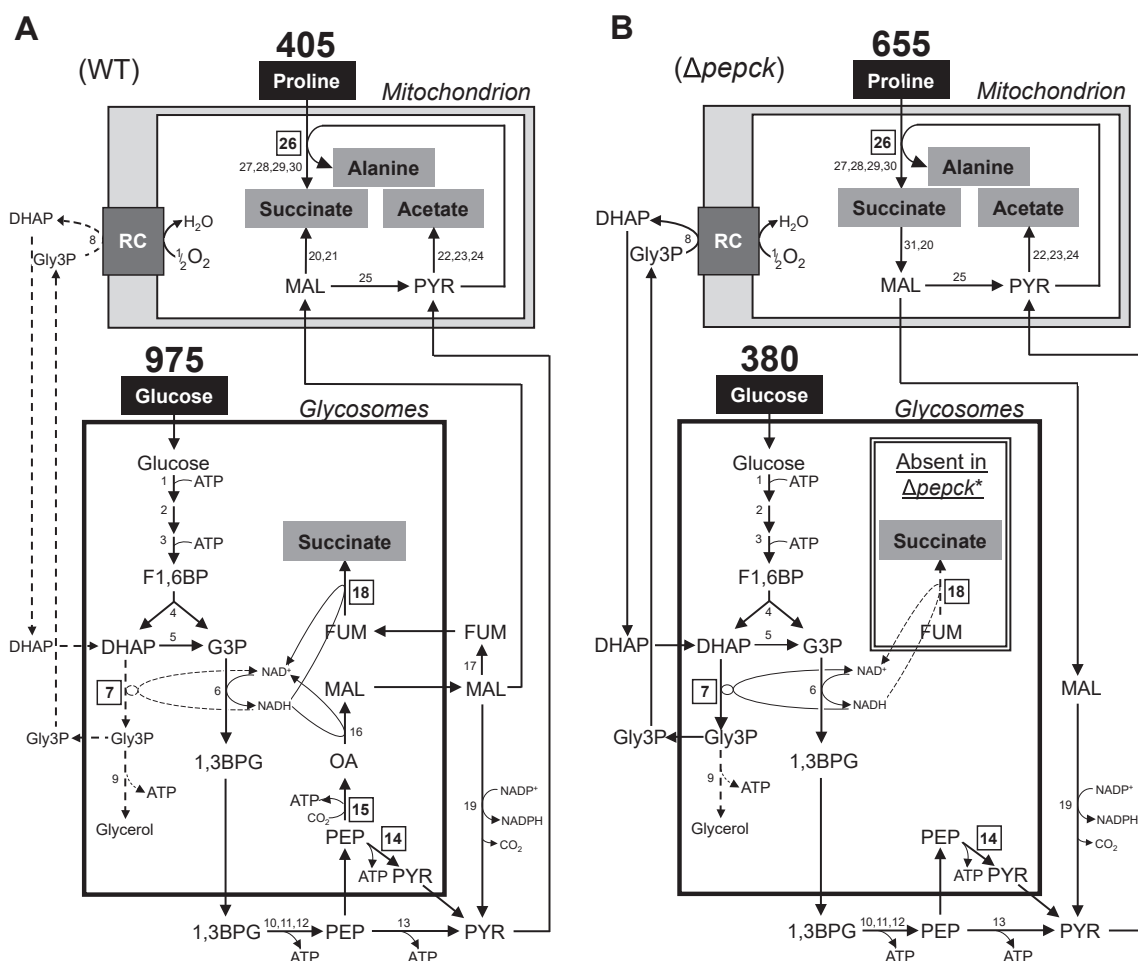 A
(WT)
405
Proline
Mitochondrion
26
27,28,29,30
Alanine
Succinate
Acetate
DHAP
8
Gly3P
RC
H2O
½O2
20,21
22,23,24
MAL
25
PYR
975
Glucose
Glycosomes
Glucose
1
ATP
2
3
ATP
F1,6BP
4
Succinate
18
DHAP
DHAP
5
G3P
FUM
FUM
17
7
NAD+
6
NADH
MAL
MAL
16
Gly3P
Gly3P
1,3BPG
OA
9
ATP
ATP
CO2
15
19
NADP+
NADPH
CO2
Glycerol
PEP
14
ATP
PYR
1,3BPG
10,11,12
ATP
PEP
13
ATP
PYR
B
(Δpepck)
655
Proline
Mitochondrion
26
27,28,29,30
Alanine
Succinate
Acetate
DHAP
8
Gly3P
RC
H2O
½O2
31,20
22,23,24
MAL
25
PYR
380
Glucose
Glycosomes
Glucose
1
ATP
2
3
ATP
F1,6BP
4
Absent in
Δpepck*
Succinate
18
FUM
DHAP
DHAP
5
G3P
7
NAD+
6
NADH
MAL
Gly3P
Gly3P
1,3BPG
9
ATP
19
NADP+
NADPH
CO2
Glycerol
PEP
14
ATP
PYR
1,3BPG
10,11,12
ATP
PEP
13
ATP
PYR